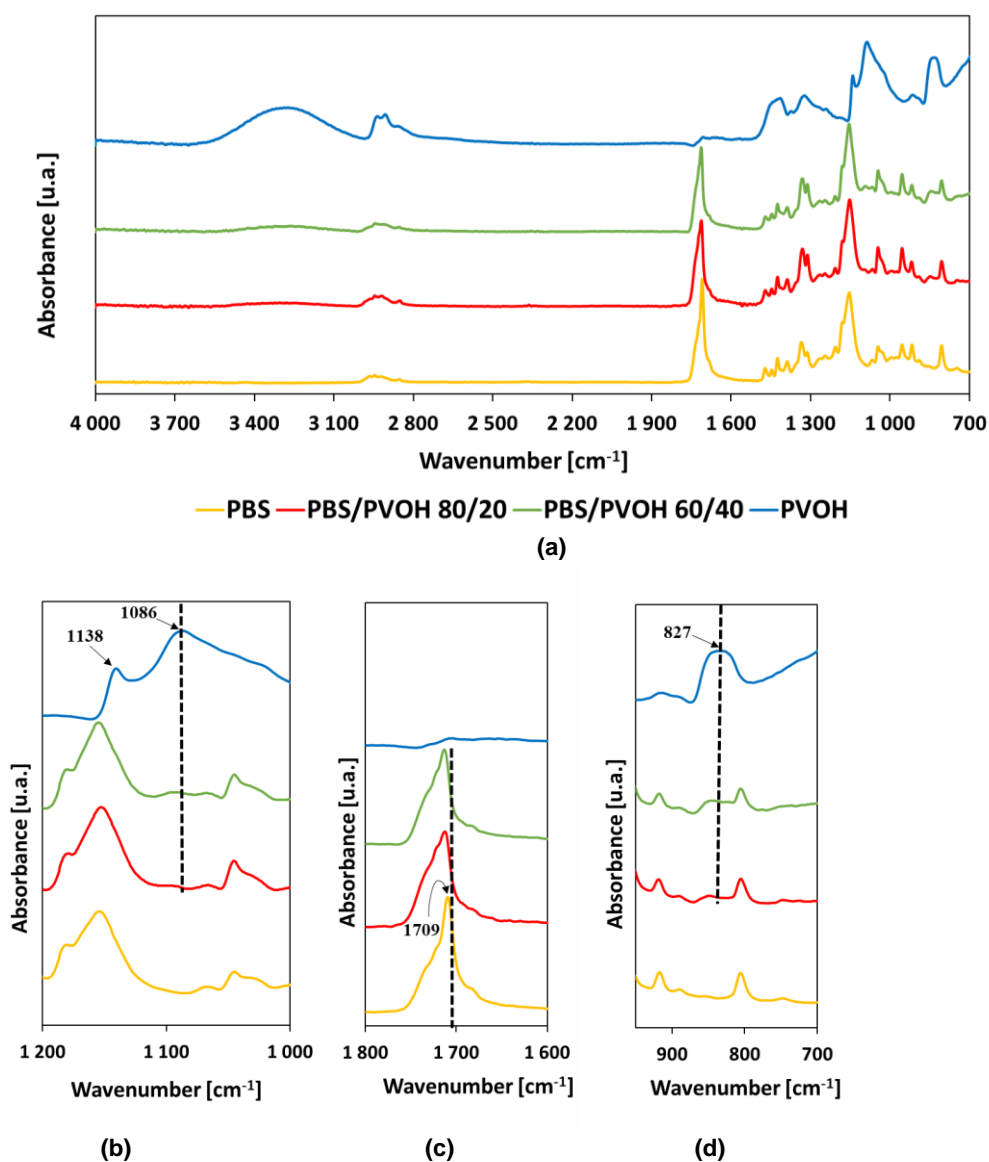 Absorbance [u.a.]
4 000 3 700 3 400 3 100 2 800 2 500 2 200 1 900 1 600 1 300 1 000 700
Wavenumber [cm-1]
PBS PBS/PVOH 80/20 PBS/PVOH 60/40 PVOH
(a)
Absorbance [u.a.]
1138
1086
1 200 1 100 1 000
Wavenumber [cm-1]
(b)
Absorbance [u.a.]
1709
1 800 1 700 1 600
Wavenumber [cm-1]
(c)
Absorbance [u.a.]
827
900 800 700
Wavenumber [cm-1]
(d)